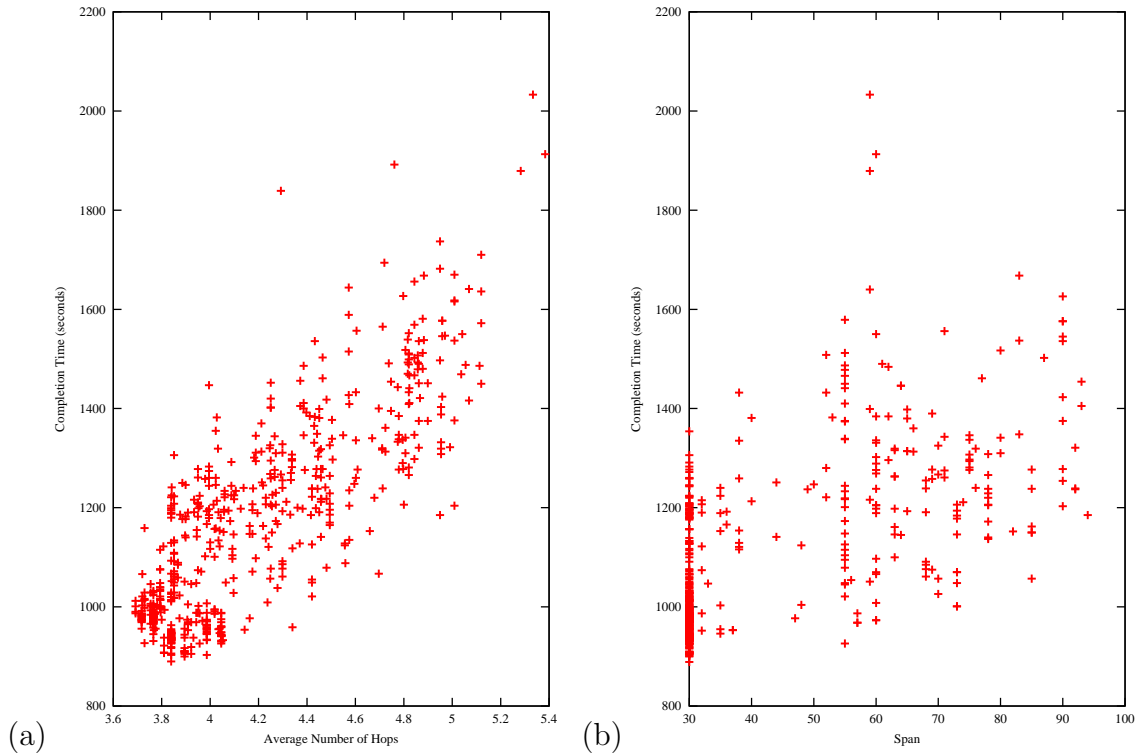 2200
2000
1800
1600
1400
1200
1000
800
3.6 3.8 4 4.2 4.4 4.6 4.8 5 5.2 5.4
Completion Time (seconds)
Average Number of Hops
(a)
2200
2000
1800
1600
1400
1200
1000
800
30 40 50 60 70 80 90 100
Completion Time (seconds)
Span
(b)